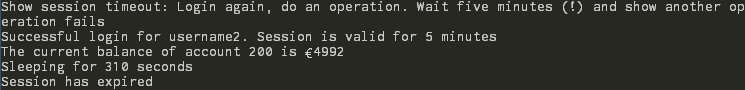 Show session timeout: Login again, do an operation. Wait five minutes (!) and show another op
eration fails
Successful login for username2. Session is valid for 5 minutes
The current balance of account 200 is €4992
Sleeping for 310 seconds
Session has expired